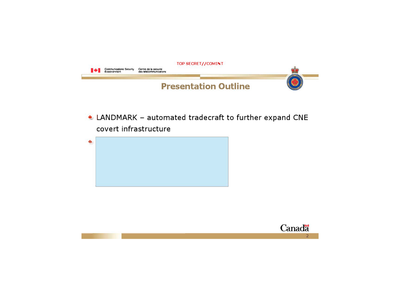 TOP SECRET//COMINT
Communications Security Establishment
Centre de la sécurité des télécommunications
Presentation Outline
LANDMARK – automated tradecraft to further expand CNE
covert infrastructure
Canada